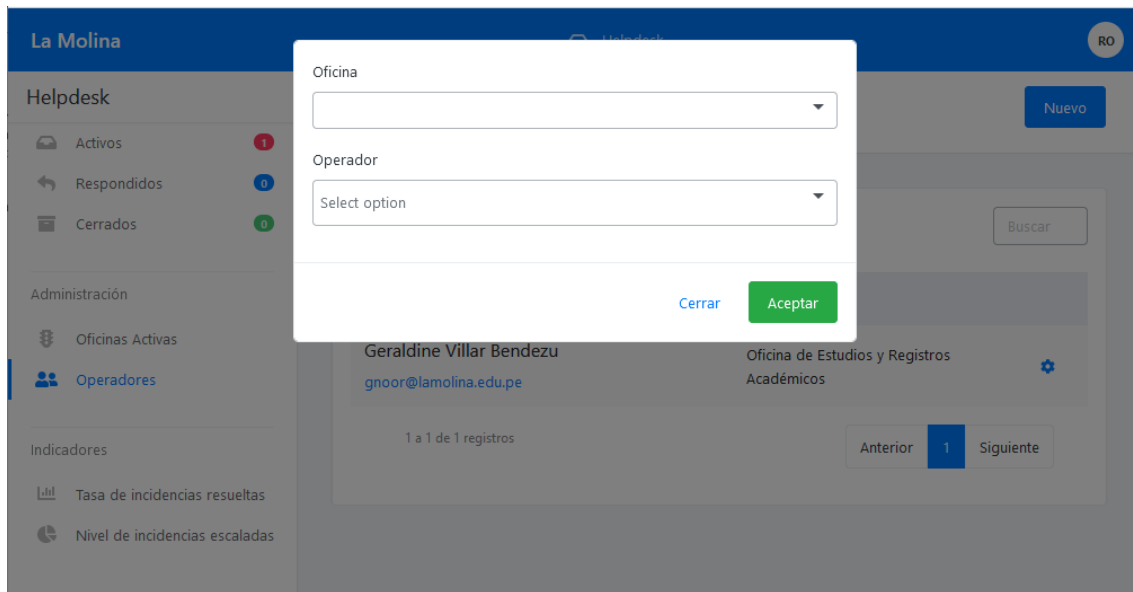 La Molina
Helpdesk
RO
Helpdesk
Nuevo
Activos 1
Respondidos 0
Cerrados 0
Administración
Oficinas Activas
Operadores
Indicadores
Tasa de incidencias resueltas
Nivel de incidencias escaladas
Oficina
Operador
Select option
Cerrar
Aceptar
Buscar
Geraldine Villar Bendezu
gnoor@lamolina.edu.pe
Oficina de Estudios y Registros
Académicos
1 a 1 de 1 registros
Anterior 1 Siguiente